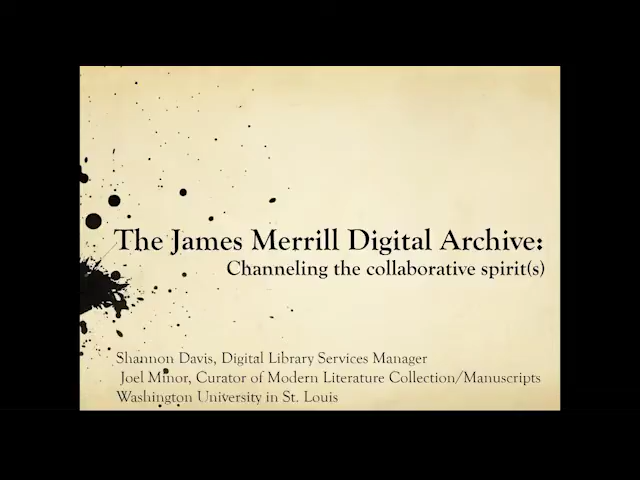 The James Merrill Digital Archive:
Channeling the collaborative spirit(s)
Shannon Davis, Digital Library Services Manager
Joel Minor, Curator of Modern Literature Collection/Manuscripts
Washington University in St. Louis